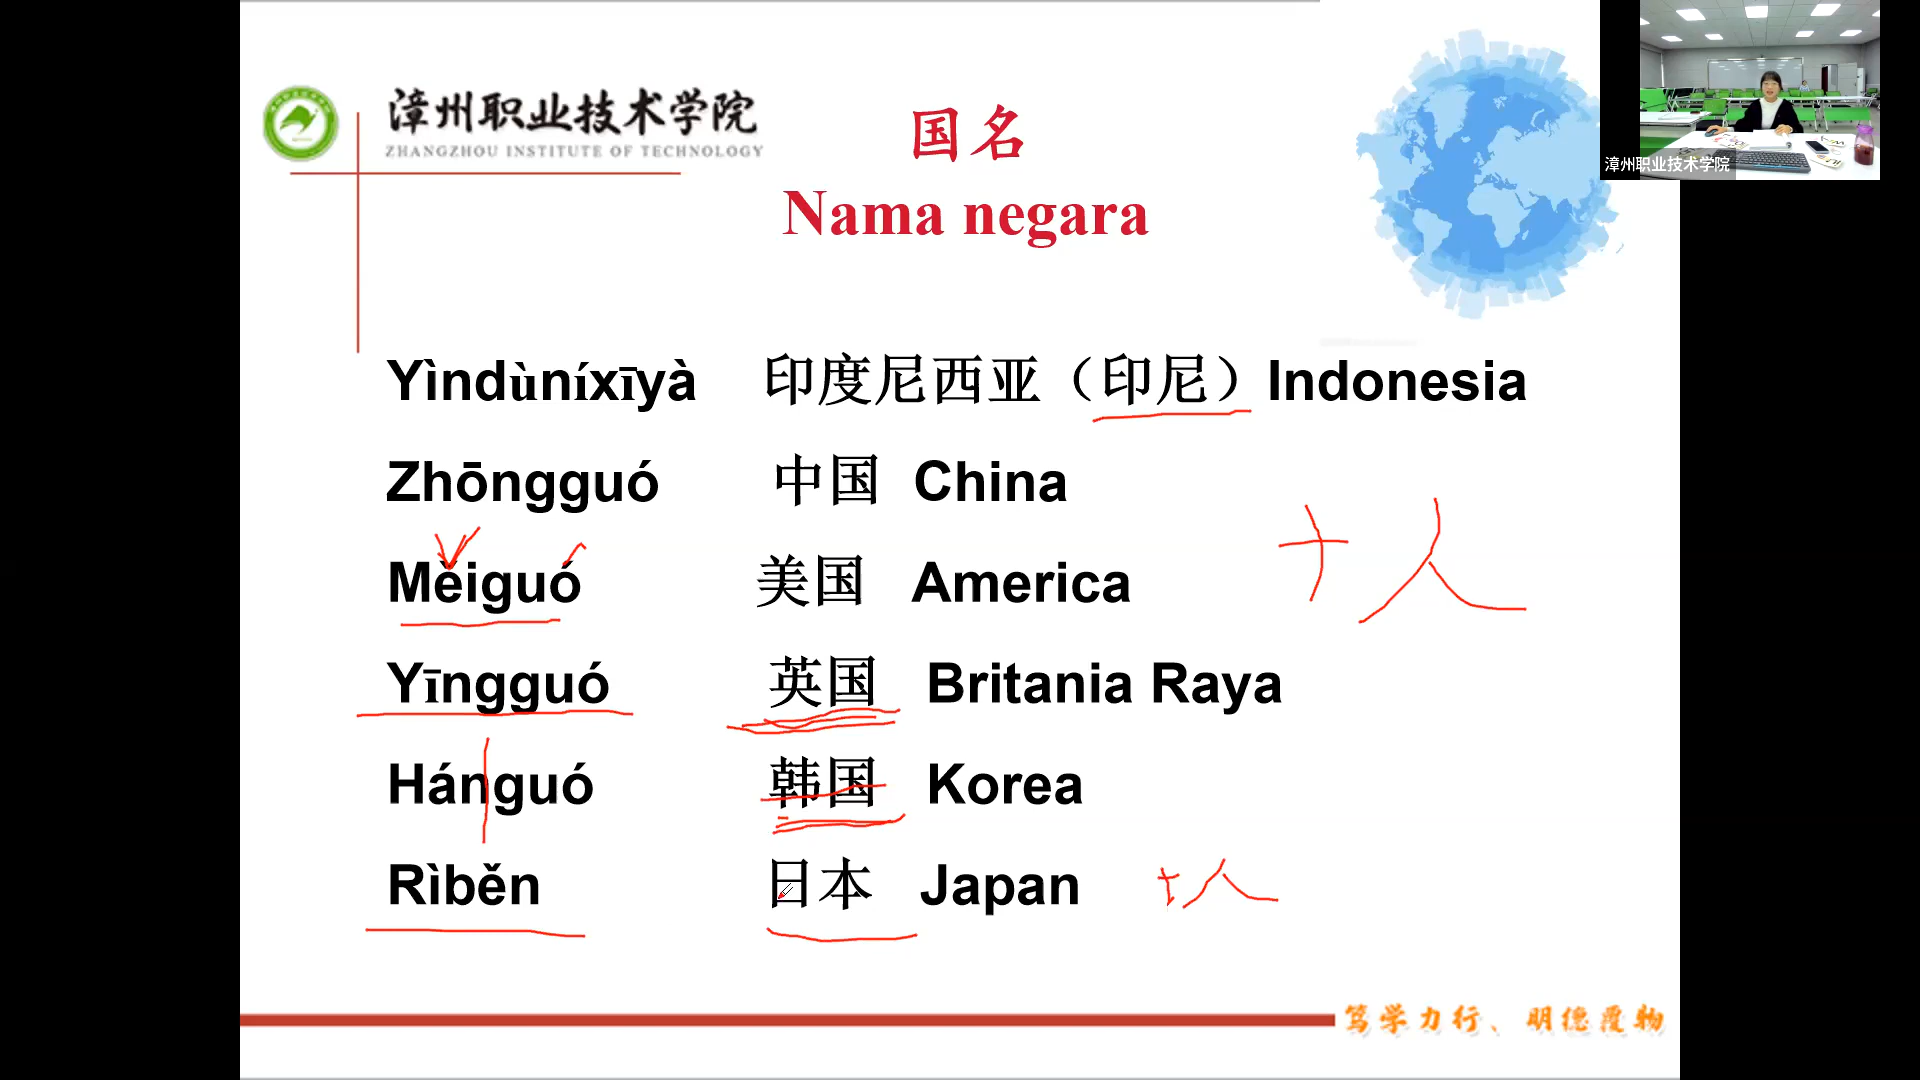 漳州职业技术学院
ZHANGZHOU INSTITUTE OF TECHNOLOGY
国名
Nama negara
漳州职业技术学院
Yìndùníxīyà 印度尼西亚（印尼）Indonesia
Zhōngguó 中国 China
Měiguó 美国 America
+人
Yīngguó 英国 Britania Raya
Hánguó 韩国 Korea
Rìběn 日本 Japan +人
笃学力行、明德覆物